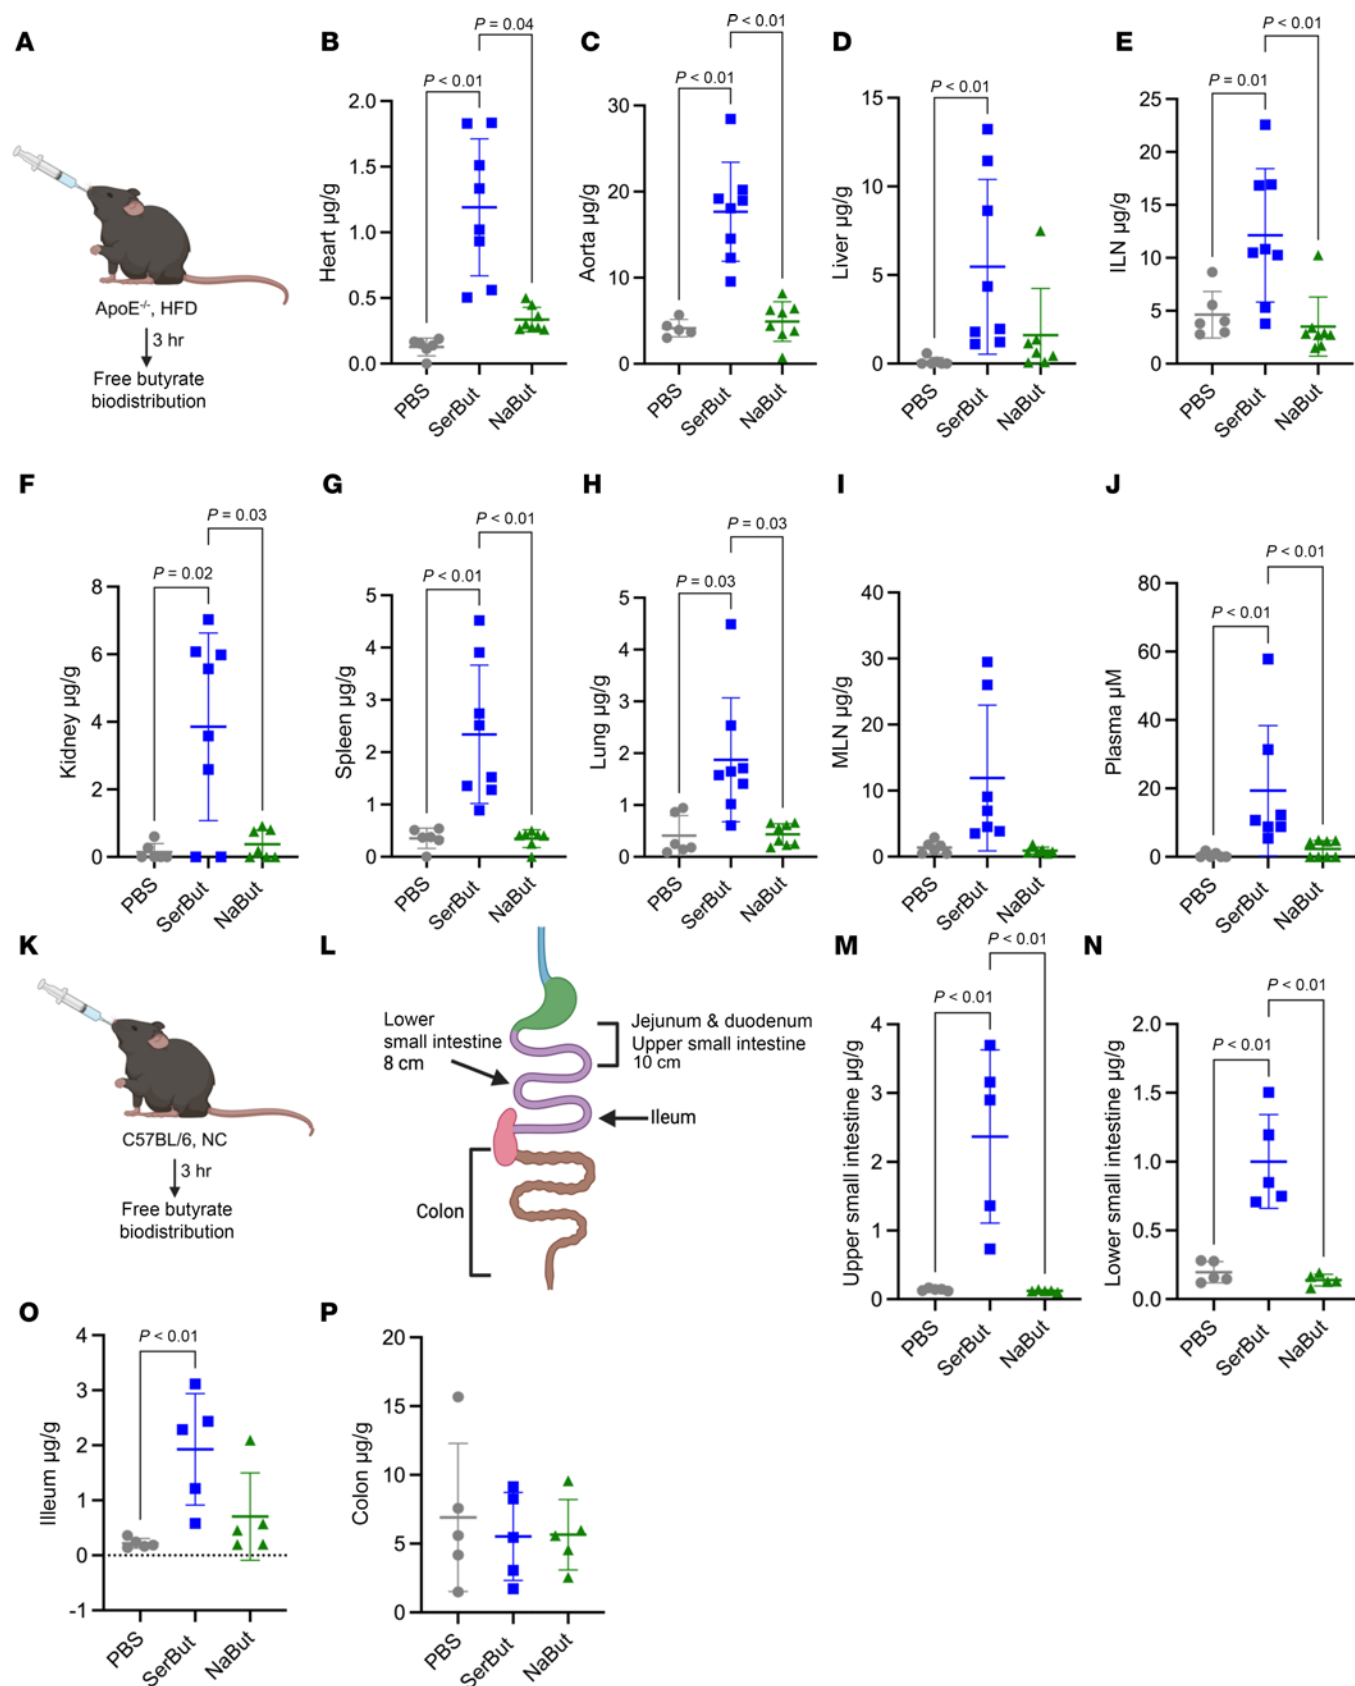 A
ApoE-/-, HFD
3 hr
Free butyrate
biodistribution
B
P = 0.04
P < 0.01
Heart µg/g
2.0
1.5
1.0
0.5
0.0
PBS
SerBut
NaBut
C
P < 0.01
P < 0.01
Aorta µg/g
30
20
10
0
PBS
SerBut
NaBut
D
P < 0.01
Liver µg/g
15
10
5
0
PBS
SerBut
NaBut
E
P < 0.01
P = 0.01
ILN µg/g
25
20
15
10
5
0
PBS
SerBut
NaBut
F
P = 0.03
P = 0.02
Kidney µg/g
8
6
4
2
0
PBS
SerBut
NaBut
G
P < 0.01
P < 0.01
Spleen µg/g
5
4
3
2
1
0
PBS
SerBut
NaBut
H
P = 0.03
P = 0.03
Lung µg/g
5
4
3
2
1
0
PBS
SerBut
NaBut
I
MLN µg/g
40
30
20
10
0
PBS
SerBut
NaBut
J
P < 0.01
P < 0.01
Plasma µM
80
60
40
20
0
PBS
SerBut
NaBut
K
C57BL/6, NC
3 hr
Free butyrate
biodistribution
L
Lower
small intestine
8 cm
Jejunum & duodenum
Upper small intestine
10 cm
Ileum
Colon
M
P < 0.01
P < 0.01
Upper small intestine µg/g
4
3
2
1
0
PBS
SerBut
NaBut
N
P < 0.01
P < 0.01
Lower small intestine µg/g
2.0
1.5
1.0
0.5
0.0
PBS
SerBut
NaBut
O
P < 0.01
Illeum µg/g
4
3
2
1
0
-1
PBS
SerBut
NaBut
P
Colon µg/g
20
15
10
5
0
PBS
SerBut
NaBut